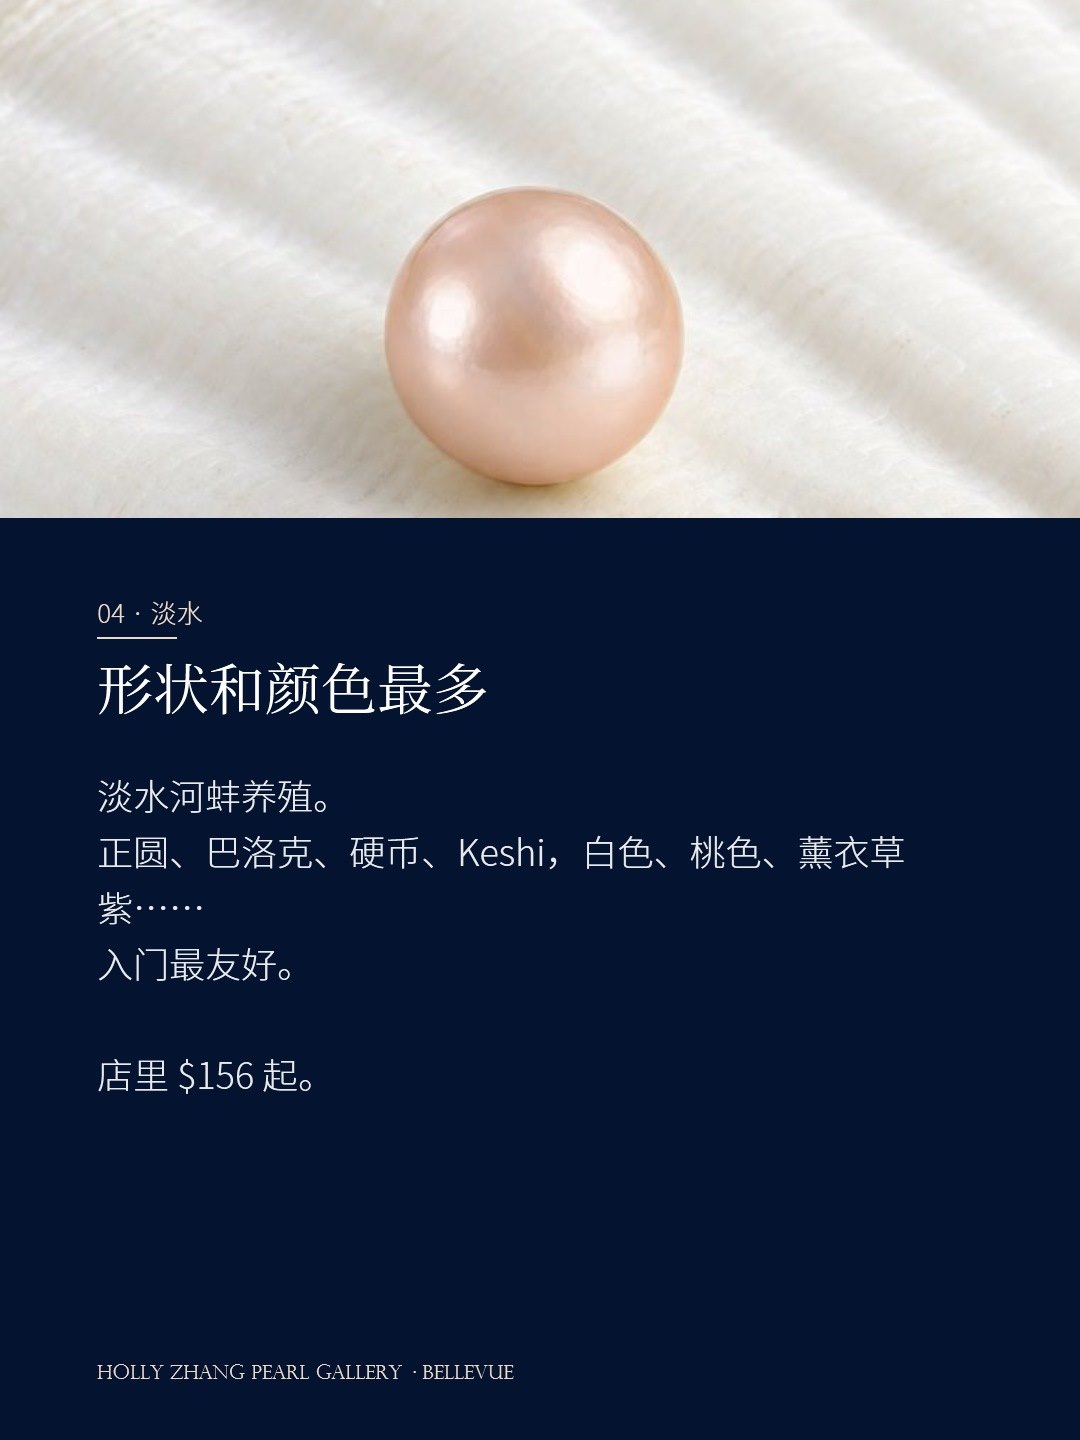 04 · 淡水
形状和颜色最多
淡水河蚌养殖。
正圆、巴洛克、硬币、Keshi，白色、桃色、薰衣草
紫……
入门最友好。
店里 $156 起。
HOLLY ZHANG PEARL GALLERY · BELLEVUE